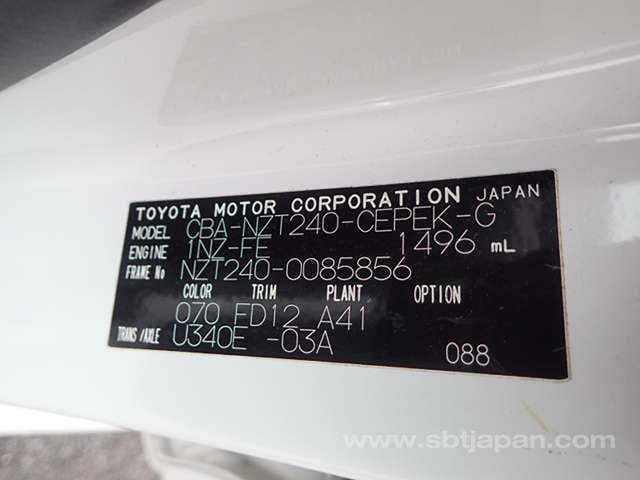 TOYOTA MOTOR CORPORATION JAPAN
MODEL CBA-NZT240-CEPEK-G
ENGINE 1NZ-FE 1496 mL
FRAME No NZT240-0085856
COLOR TRIM PLANT OPTION
070 FD12 A41
TRANS/AXLE U340E -03A 088
www.sbtjapan.com